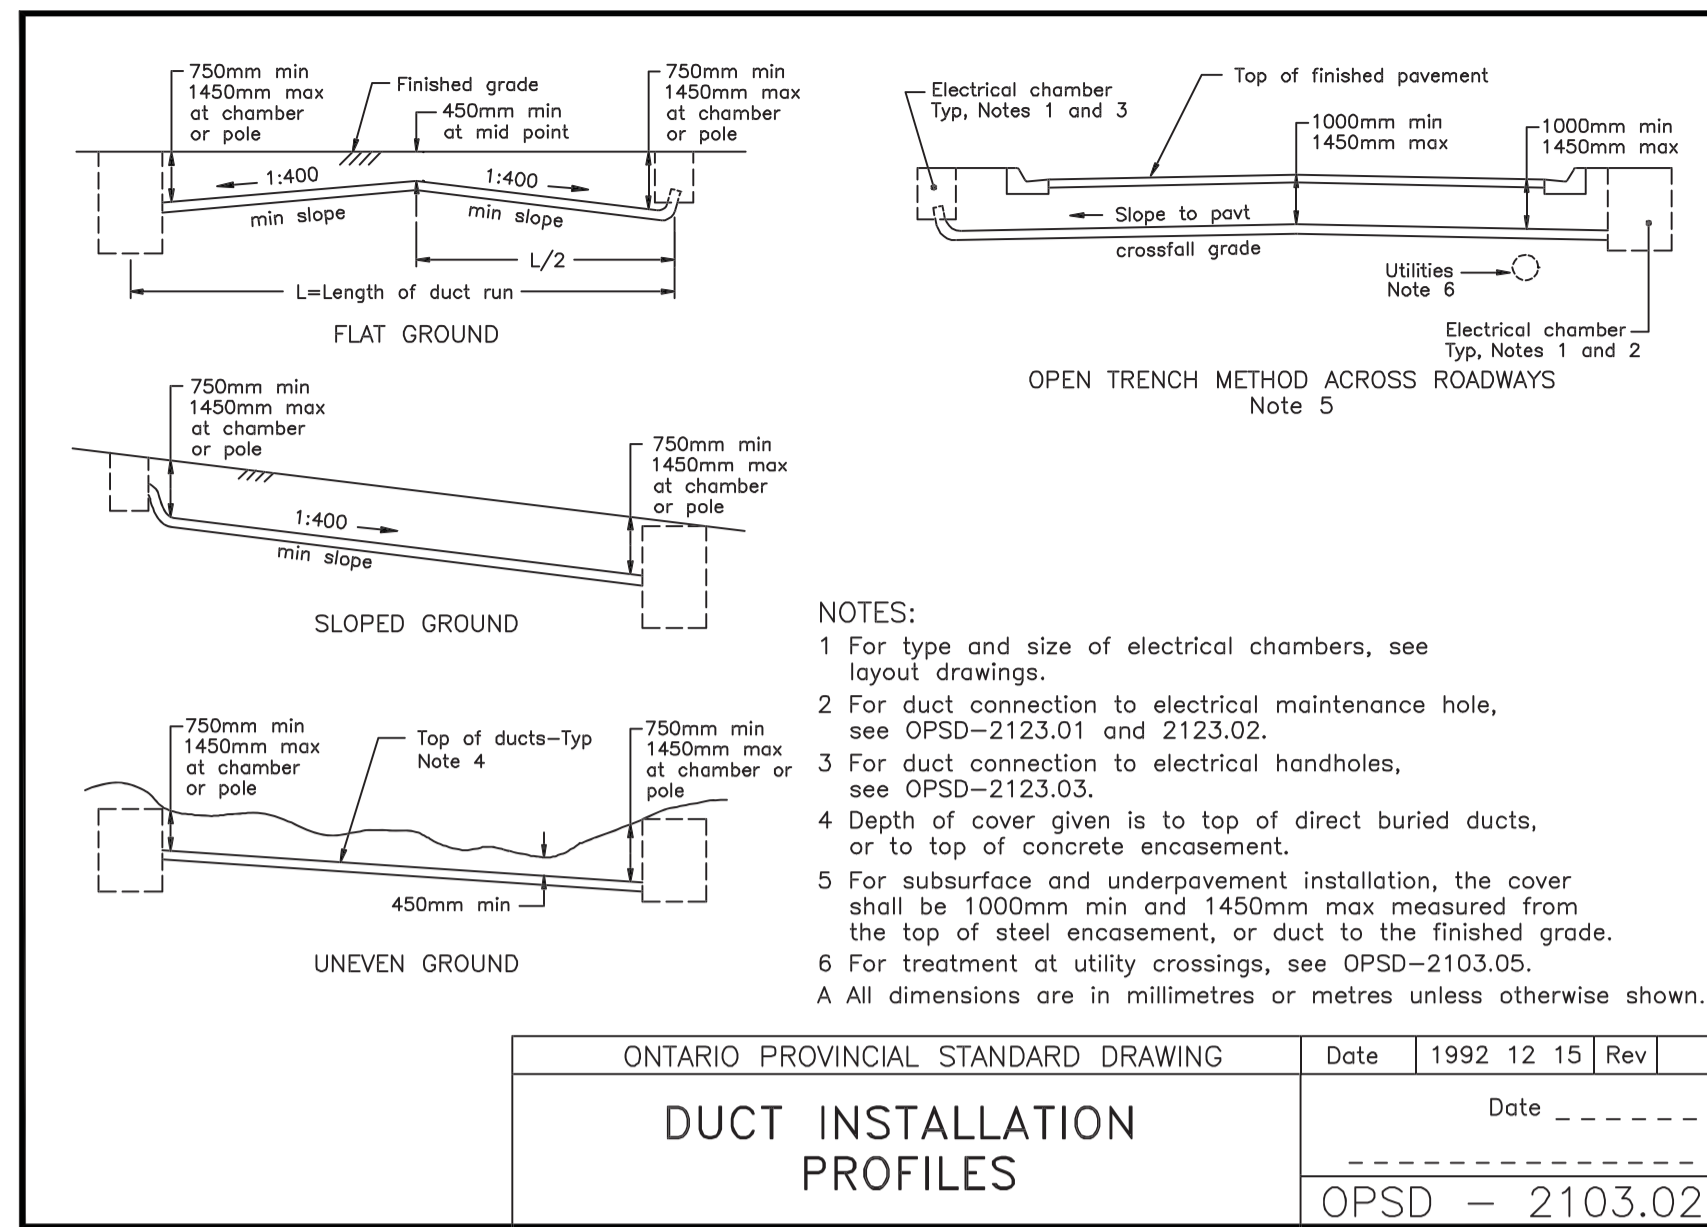 750mm min
1450mm max
at chamber
or pole
Finished grade
450mm min
at mid point
750mm min
1450mm max
at chamber
or pole
1:400
min slope
1:400
min slope
L/2
L=Length of duct run
FLAT GROUND
Electrical chamber
Typ, Notes 1 and 3
Top of finished pavement
1000mm min
1450mm max
1000mm min
1450mm max
Slope to pavt
crossfall grade
Utilities
Note 6
Electrical chamber
Typ, Notes 1 and 2
OPEN TRENCH METHOD ACROSS ROADWAYS
Note 5
750mm min
1450mm max
at chamber
or pole
750mm min
1450mm max
at chamber
or pole
1:400
min slope
SLOPED GROUND
750mm min
1450mm max
at chamber
or pole
Top of ducts-Typ
Note 4
750mm min
1450mm max
at chamber or
pole
450mm min
UNEVEN GROUND
NOTES:
1 For type and size of electrical chambers, see
layout drawings.
2 For duct connection to electrical maintenance hole,
see OPSD-2123.01 and 2123.02.
3 For duct connection to electrical handholes,
see OPSD-2123.03.
4 Depth of cover given is to top of direct buried ducts,
or to top of concrete encasement.
5 For subsurface and underpavement installation, the cover
shall be 1000mm min and 1450mm max measured from
the top of steel encasement, or duct to the finished grade.
6 For treatment at utility crossings, see OPSD-2103.05.
A All dimensions are in millimetres or metres unless otherwise shown.
ONTARIO PROVINCIAL STANDARD DRAWING
Date 1992 12 15 Rev
DUCT INSTALLATION
PROFILES
Date
OPSD - 2103.02